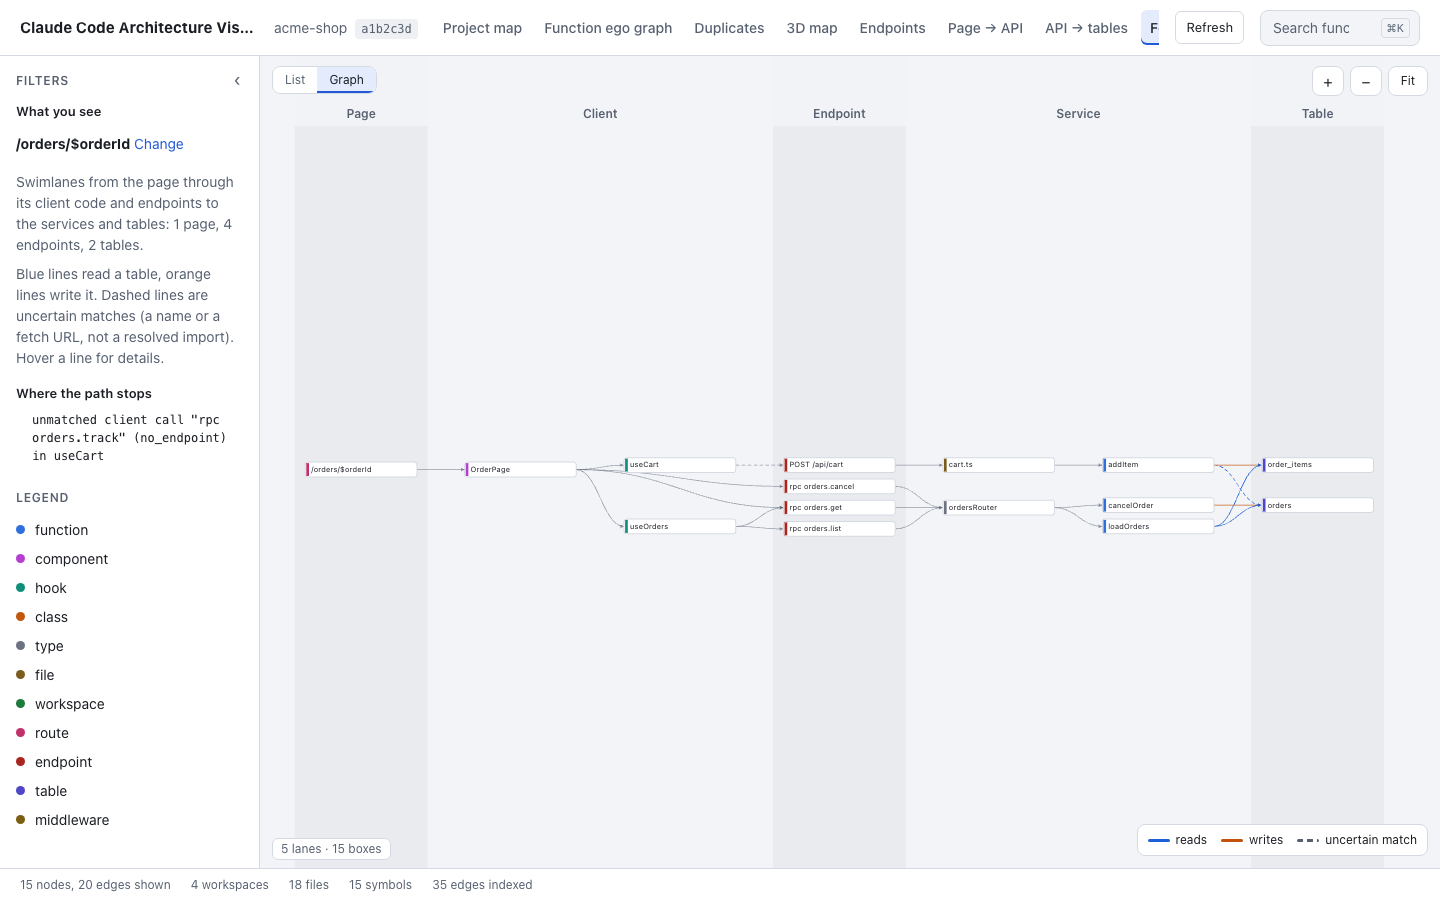 Claude Code Architecture Vis...
acme-shop a1b2c3d
Project map Function ego graph Duplicates 3D map Endpoints Page → API API → tables F
Refresh
Search func ⌘K
FILTERS
What you see
/orders/$orderId Change
Swimlanes from the page through
its client code and endpoints to
the services and tables: 1 page, 4
endpoints, 2 tables.
Blue lines read a table, orange
lines write it. Dashed lines are
uncertain matches (a name or a
fetch URL, not a resolved import).
Hover a line for details.
Where the path stops
unmatched client call "rpc
orders.track" (no_endpoint)
in useCart
LEGEND
function
component
hook
class
type
file
workspace
route
endpoint
table
middleware
List Graph
+ − Fit
Page Client Endpoint Service Table
/orders/$orderId
OrderPage
useCart
useOrders
POST /api/cart
rpc orders.cancel
rpc orders.get
rpc orders.list
cart.ts
ordersRouter
addItem
cancelOrder
loadOrders
order_items
orders
5 lanes · 15 boxes
reads writes uncertain match
15 nodes, 20 edges shown 4 workspaces 18 files 15 symbols 35 edges indexed